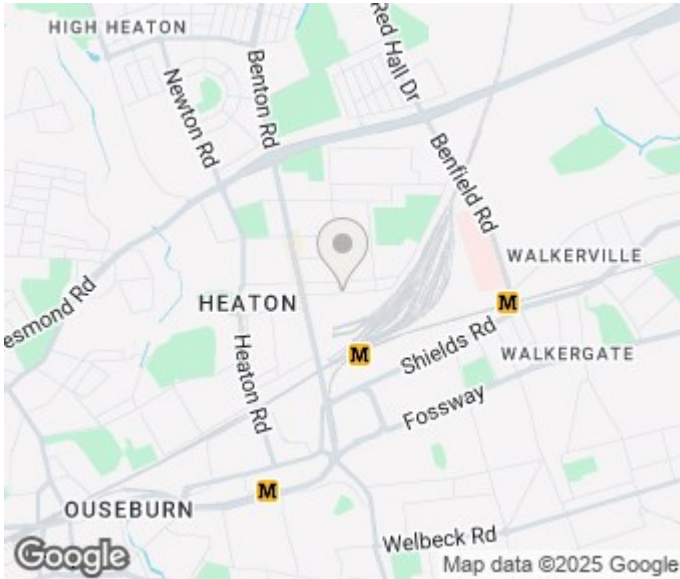 HIGH HEATON
Red Hall Dr
Benton Rd
Newton Rd
Benfield Rd
WALKERVILLE
esmond Rd
HEATON
M
Shields Rd
M
WALKERGATE
Heaton Rd
Fossway
M
OUSEBURN
Welbeck Rd
Google
Map data ©2025 Google